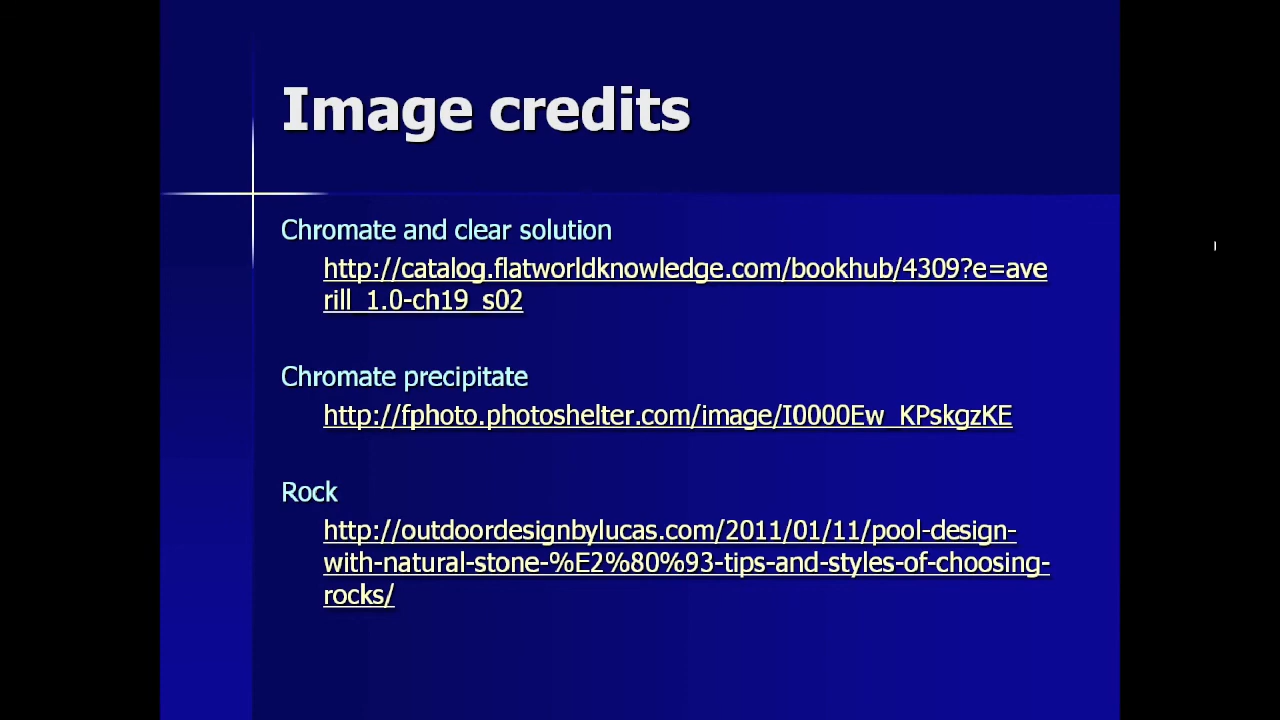 Image credits
Chromate and clear solution
http://catalog.flatworldknowledge.com/bookhub/4309?e=ave
rill_1.0-ch19_s02
Chromate precipitate
http://fphoto.photoshelter.com/image/I0000Ew_KPskgzKE
Rock
http://outdoordesignbylucas.com/2011/01/11/pool-design-
with-natural-stone-%E2%80%93-tips-and-styles-of-choosing-
rocks/